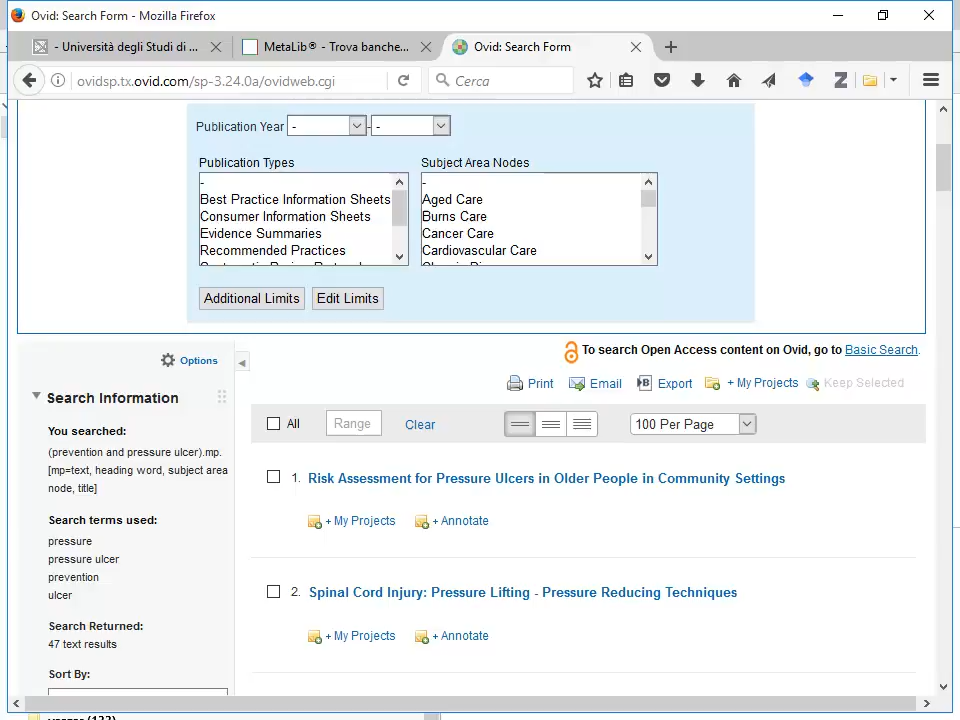 Ovid: Search Form - Mozilla Firefox
- Università degli Studi di ...
MetaLib® - Trova banche...
Ovid: Search Form
ovidsp.tx.ovid.com/sp-3.24.0a/ovidweb.cgi
Cerca
Publication Year - - -
Publication Types
Subject Area Nodes
-
Best Practice Information Sheets
Consumer Information Sheets
Evidence Summaries
Recommended Practices
-
Aged Care
Burns Care
Cancer Care
Cardiovascular Care
Additional Limits
Edit Limits
To search Open Access content on Ovid, go to Basic Search.
Options
Print
Email
Export
+ My Projects
Keep Selected
Search Information
All
Range
Clear
100 Per Page
You searched:
(prevention and pressure ulcer).mp.
[mp=text, heading word, subject area
node, title]
Search terms used:
pressure
pressure ulcer
prevention
ulcer
Search Returned:
47 text results
Sort By:
1. Risk Assessment for Pressure Ulcers in Older People in Community Settings
+ My Projects
+ Annotate
2. Spinal Cord Injury: Pressure Lifting - Pressure Reducing Techniques
+ My Projects
+ Annotate